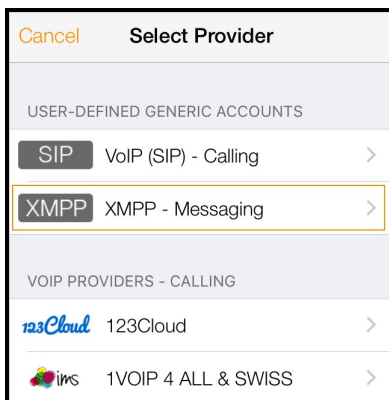 Cancel Select Provider
USER-DEFINED GENERIC ACCOUNTS
SIP VoIP (SIP) - Calling
XMPP XMPP - Messaging
VOIP PROVIDERS - CALLING
123Cloud 123Cloud
ims 1VOIP 4 ALL & SWISS